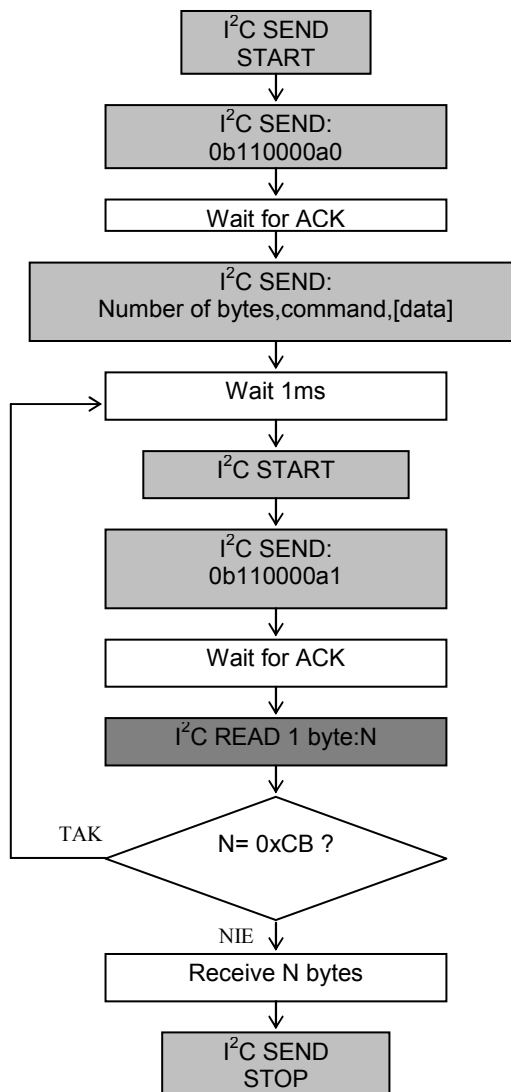 I²C SEND
START
I²C SEND:
0b110000a0
Wait for ACK
I²C SEND:
Number of bytes,command,[data]
Wait 1ms
I²C START
I²C SEND:
0b110000a1
Wait for ACK
I²C READ 1 byte:N
TAK
N= 0xCB ?
NIE
Receive N bytes
I²C SEND
STOP